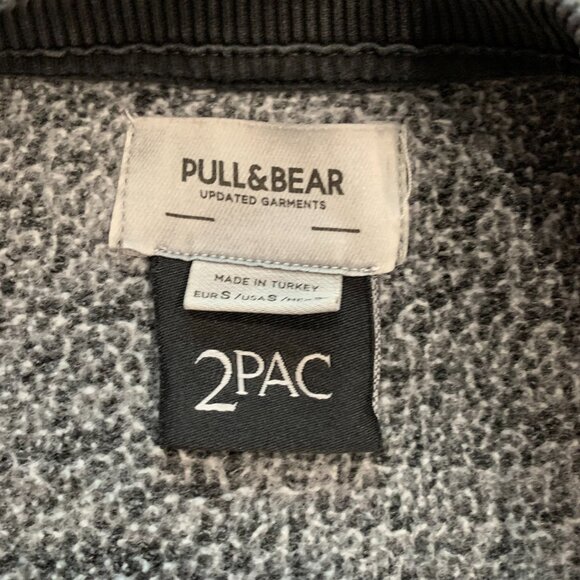 PULL&BEAR
UPDATED GARMENTS
MADE IN TURKEY
EUR S / USA S /
2PAC